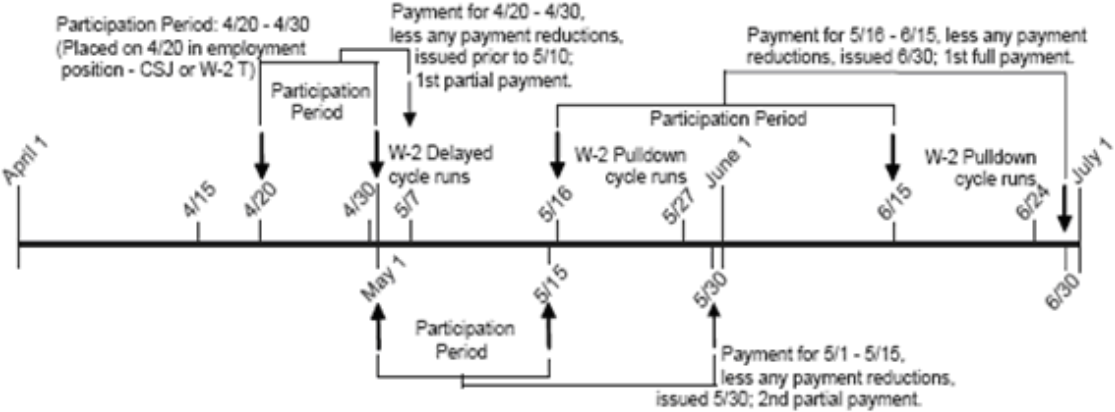 Participation Period: 4/20 - 4/30
(Placed on 4/20 in employment
position - CSJ or W-2 T)
Payment for 4/20 - 4/30,
less any payment reductions,
issued prior to 5/10;
1st partial payment.
Payment for 5/16 - 6/15, less any payment
reductions, issued 6/30; 1st full payment.
Participation
Period
Participation Period
W-2 Delayed
cycle runs
W-2 Pulldown
cycle runs
W-2 Pulldown
cycle runs
April 1
4/15
4/20
4/30
5/7
5/16
5/27
June 1
6/15
6/24
July 1
May 1
5/15
5/30
6/30
Participation
Period
Payment for 5/1 - 5/15,
less any payment reductions,
issued 5/30; 2nd partial payment.